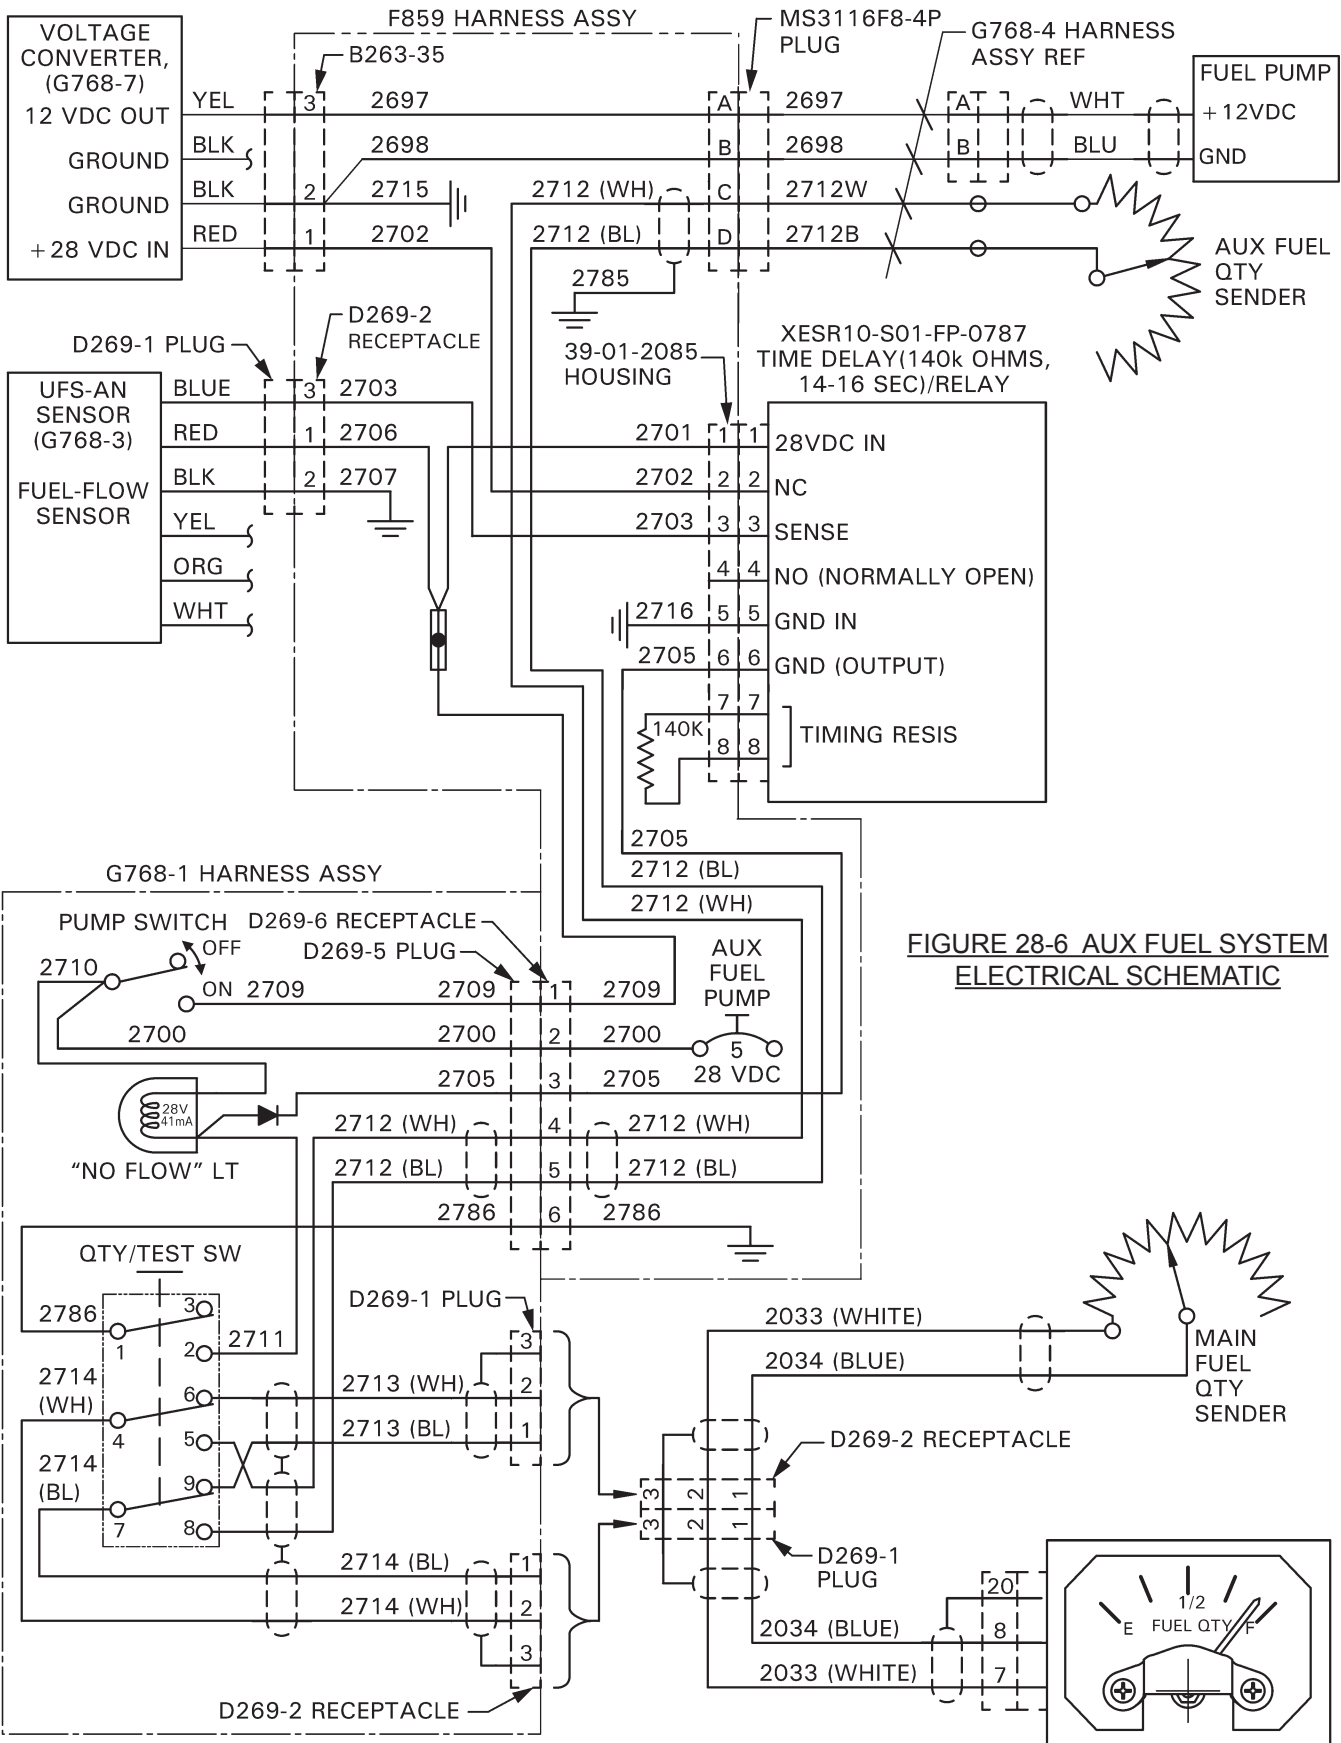 F859 HARNESS ASSY
MS3116F8-4P
PLUG
G768-4 HARNESS
ASSY REF
VOLTAGE
CONVERTER,
(G768-7)
12 VDC OUT
GROUND
GROUND
+28 VDC IN
B263-35
FUEL PUMP
+12VDC
GND
YEL 3 2697 A 2697 A WHT
BLK 2698 B 2698 B BLU
BLK 2 2715 2712 (WH) C 2712W
RED 1 2702 2712 (BL) D 2712B
2785
AUX FUEL
QTY
SENDER
D269-1 PLUG
D269-2
RECEPTACLE
39-01-2085
HOUSING
XESR10-S01-FP-0787
TIME DELAY(140k OHMS,
14-16 SEC)/RELAY
UFS-AN
SENSOR
(G768-3)
FUEL-FLOW
SENSOR
BLUE 3 2703
RED 1 2706
BLK 2 2707
YEL
ORG
WHT
2701 1 1 28VDC IN
2702 2 2 NC
2703 3 3 SENSE
4 4 NO (NORMALLY OPEN)
2716 5 5 GND IN
2705 6 6 GND (OUTPUT)
7 7
140K
8 8
TIMING RESIS
2705
2712 (BL)
2712 (WH)
G768-1 HARNESS ASSY
PUMP SWITCH
D269-6 RECEPTACLE
D269-5 PLUG
OFF
ON
2710
2709 2709 1 2709
2700 2700 2 2700
2705 3 2705
2712 (WH) 4 2712 (WH)
2712 (BL) 5 2712 (BL)
2786 6 2786
AUX
FUEL
PUMP
5
28 VDC
28V
41mA
“NO FLOW” LT
FIGURE 28-6 AUX FUEL SYSTEM
ELECTRICAL SCHEMATIC
QTY/TEST SW
2786
1
3
2
2711
2714
(WH)
4
6
5
2714
(BL)
7
9
8
D269-1 PLUG
3
2713 (WH) 2
2713 (BL) 1
2714 (BL) 1
2714 (WH) 2
3
D269-2 RECEPTACLE
2033 (WHITE)
2034 (BLUE)
MAIN
FUEL
QTY
SENDER
D269-2 RECEPTACLE
3 2 1
3 2 1
D269-1
PLUG
2034 (BLUE)
2033 (WHITE)
20
8
7
1/2
E FUEL QTY F